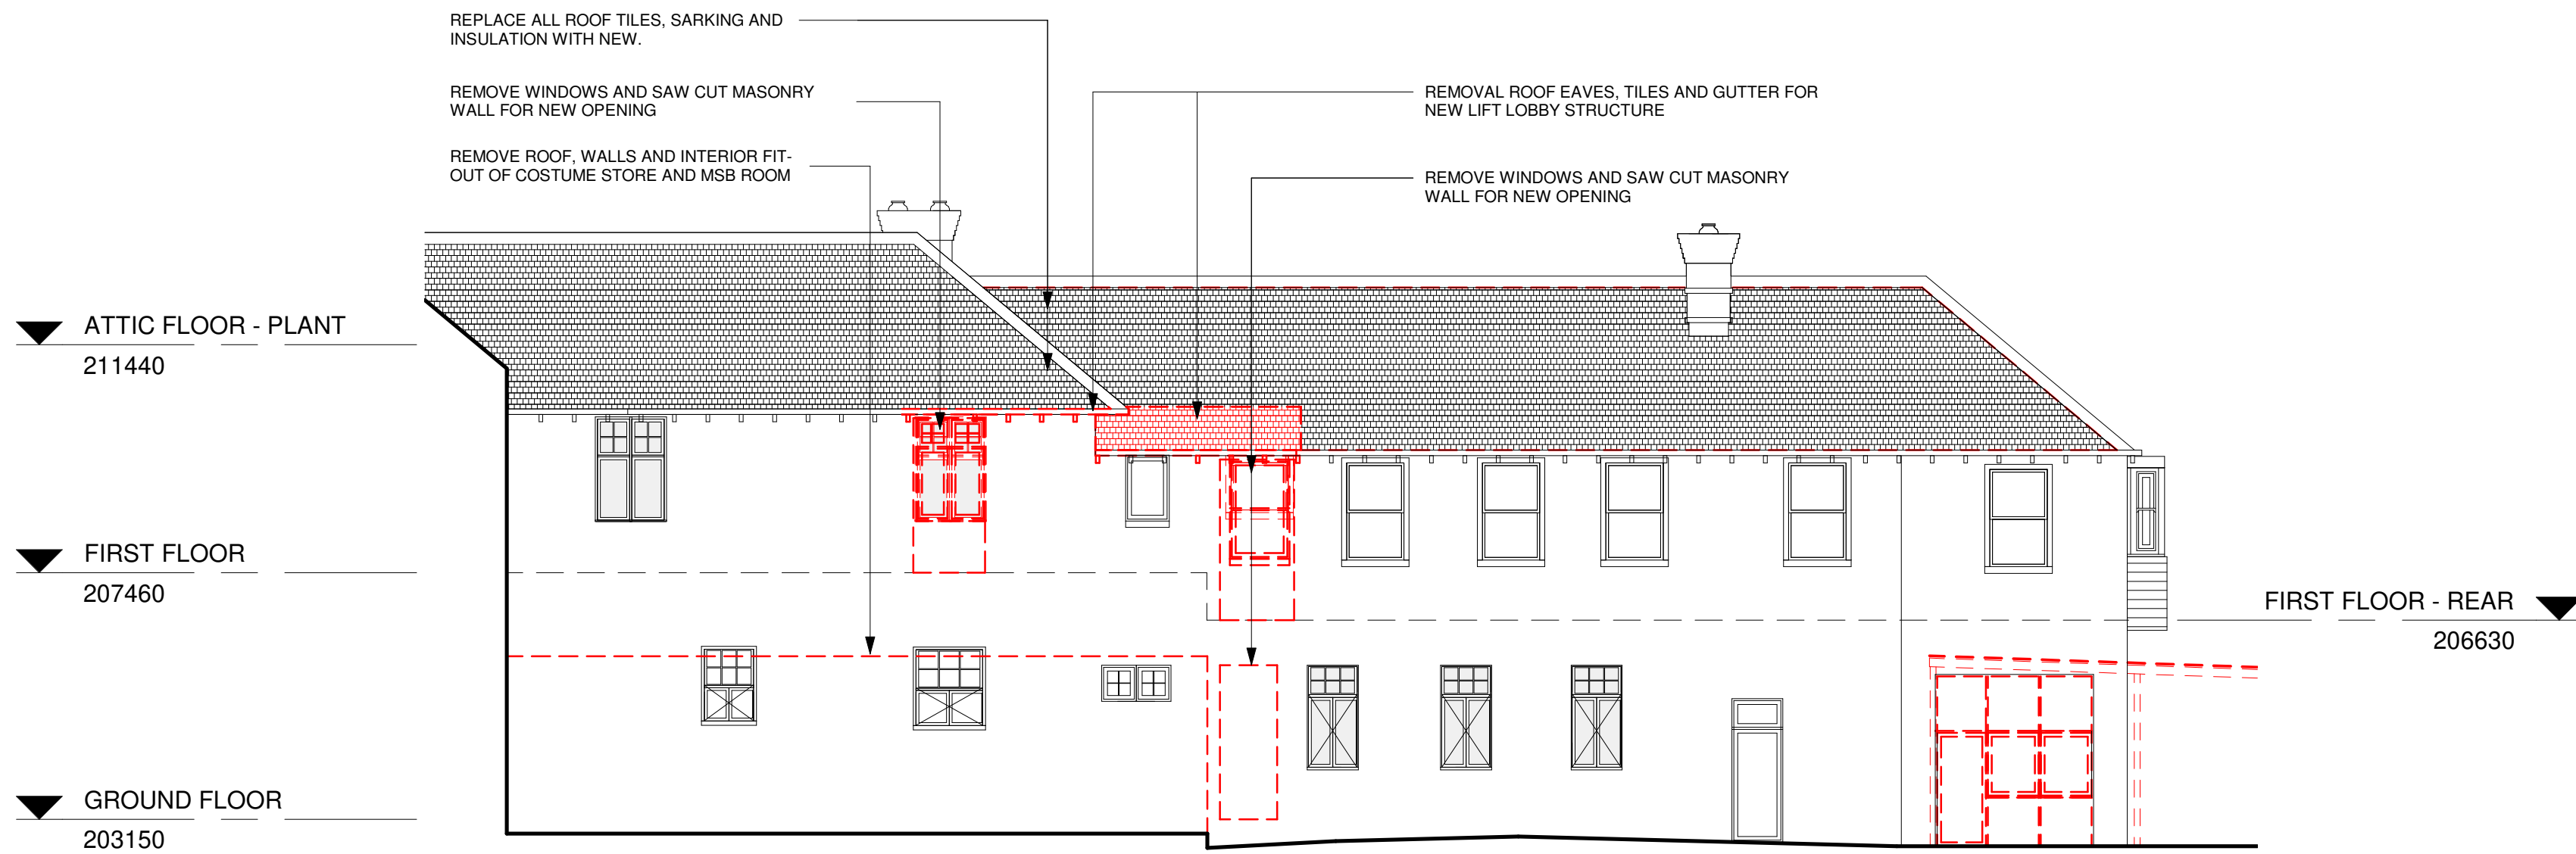 REPLACE ALL ROOF TILES, SARKING AND
INSULATION WITH NEW.
REMOVE WINDOWS AND SAW CUT MASONRY
WALL FOR NEW OPENING
REMOVE ROOF, WALLS AND INTERIOR FIT-
OUT OF COSTUME STORE AND MSB ROOM
REMOVAL ROOF EAVES, TILES AND GUTTER FOR
NEW LIFT LOBBY STRUCTURE
REMOVE WINDOWS AND SAW CUT MASONRY
WALL FOR NEW OPENING
ATTIC FLOOR - PLANT
211440
FIRST FLOOR
207460
GROUND FLOOR
203150
FIRST FLOOR - REAR
206630